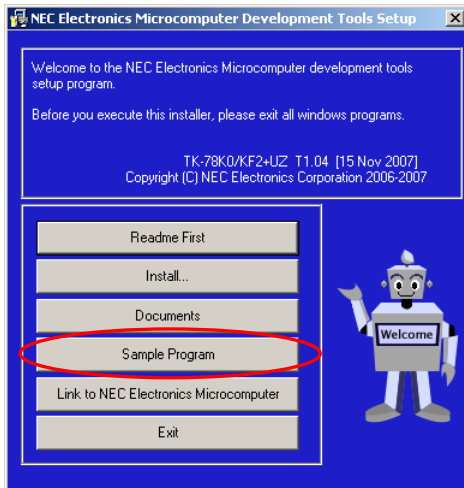 NEC Electronics Microcomputer Development Tools Setup
Welcome to the NEC Electronics Microcomputer development tools
setup program.
Before you execute this installer, please exit all windows programs.
TK-78K0/KF2+UZ T1.04 [15 Nov 2007]
Copyright (C) NEC Electronics Corporation 2006-2007
Readme First
Install...
Documents
Welcome
Sample Program
Link to NEC Electronics Microcomputer
Exit